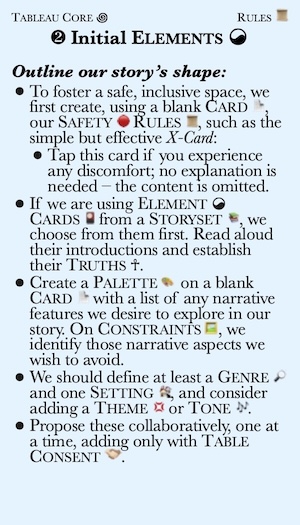 TABLEAU CORE
RULES
❷ Initial ELEMENTS
Outline our story's shape:
• To foster a safe, inclusive space, we
first create, using a blank CARD ,
our SAFETY RULES , such as the
simple but effective X-Card:
• Tap this card if you experience
any discomfort; no explanation is
needed – the content is omitted.
• If we are using ELEMENT
CARDS from a STORYSET , we
choose from them first. Read aloud
their introductions and establish
their TRUTHS ☥.
• Create a PALETTE on a blank
CARD with a list of any narrative
features we desire to explore in our
story. On CONSTRAINTS , we
identify those narrative aspects we
wish to avoid.
• We should define at least a GENRE
and one SETTING , and consider
adding a THEME or TONE .
• Propose these collaboratively, one at
a time, adding only with TABLE
CONSENT .